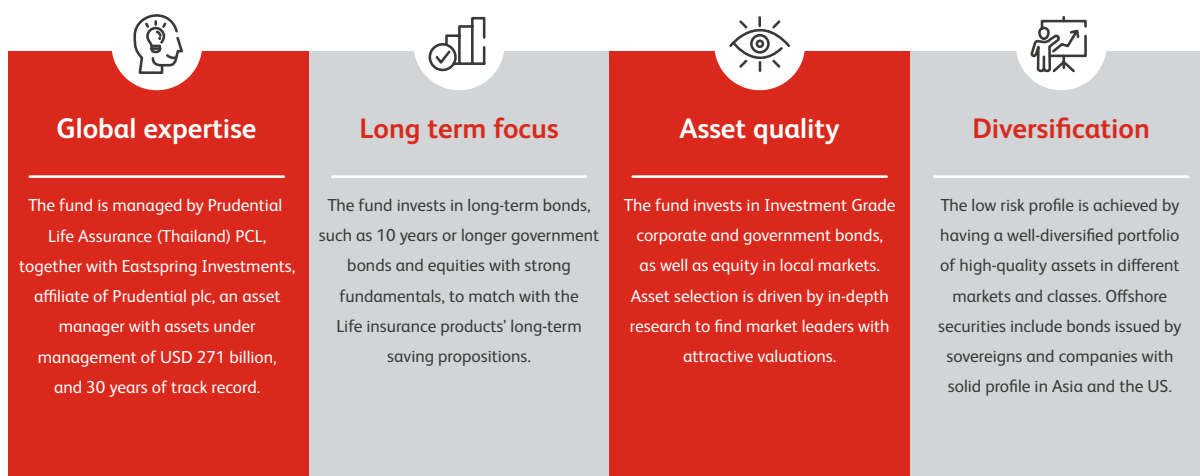 Global expertise
The fund is managed by Prudential
Life Assurance (Thailand) PCL,
together with Eastspring Investments,
affiliate of Prudential plc, an asset
manager with assets under
management of USD 271 billion,
and 30 years of track record.
Long term focus
The fund invests in long-term bonds,
such as 10 years or longer government
bonds and equities with strong
fundamentals, to match with the
Life insurance products' long-term
saving propositions.
Asset quality
The fund invests in Investment Grade
corporate and government bonds,
as well as equity in local markets.
Asset selection is driven by in-depth
research to find market leaders with
attractive valuations.
Diversification
The low risk profile is achieved by
having a well-diversified portfolio
of high-quality assets in different
markets and classes. Offshore
securities include bonds issued by
sovereigns and companies with
solid profile in Asia and the US.